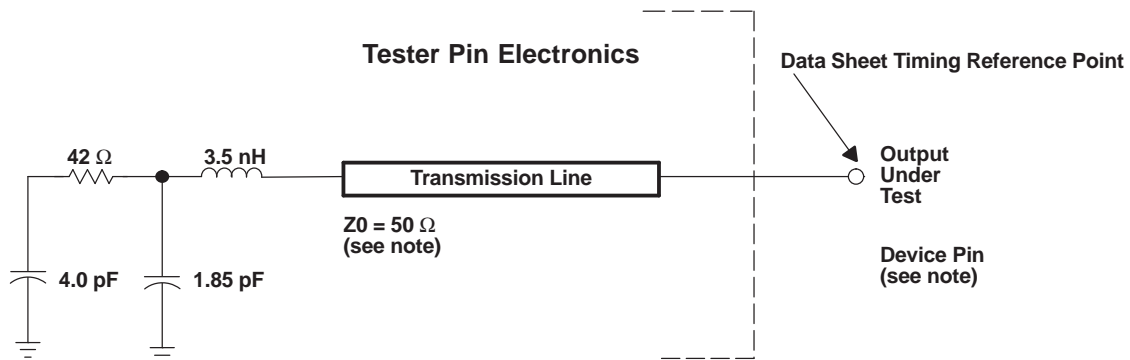 Tester Pin Electronics
Data Sheet Timing Reference Point
42 Ω
3.5 nH
Transmission Line
Output
Under
Test
Z0 = 50 Ω
(see note)
Device Pin
(see note)
4.0 pF
1.85 pF